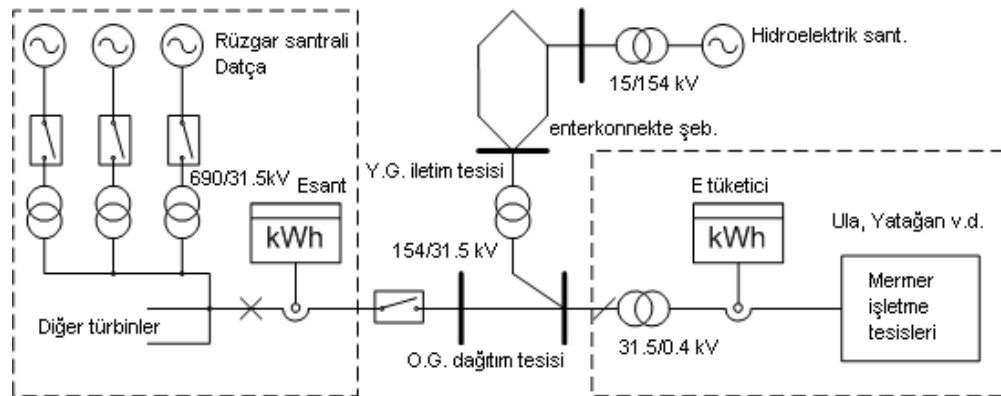 Rüzgar santrali
Datça
690/31.5kV
Esant
kWh
Diğer türbinler
Hidroelektrik sant.
15/154 kV
enterkonnekte şeb.
Y.G. iletim tesisi
154/31.5 kV
O.G. dağıtım tesisi
E tüketici
kWh
31.5/0.4 kV
Ula, Yatağan v.d.
Mermer
işletme
tesisleri